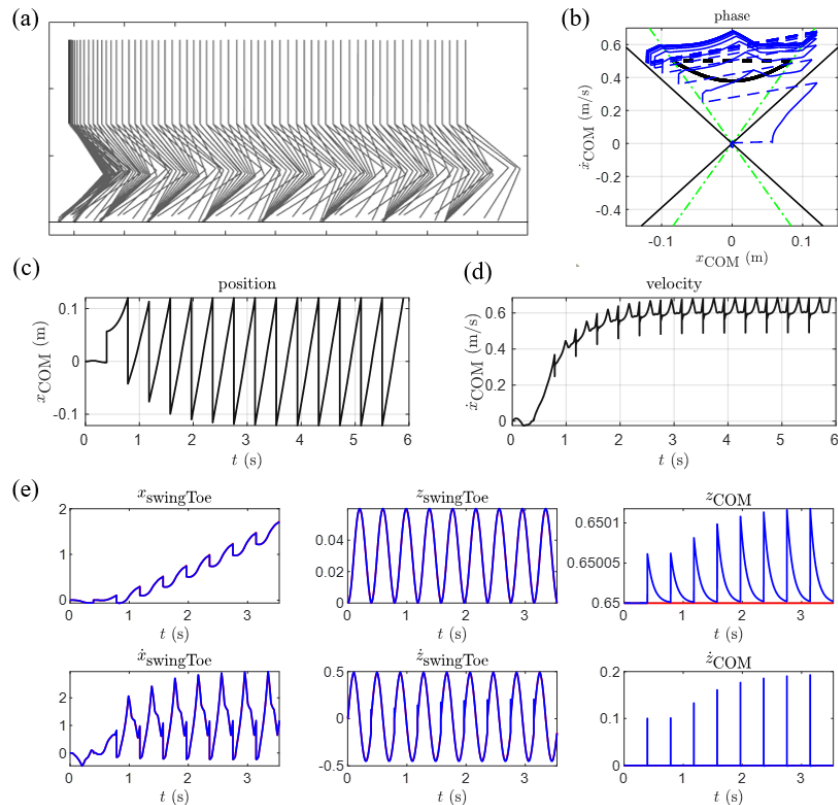 (a)
(b)
phase
0.6
0.4
0.2
0
-0.2
-0.4
ẋCOM (m/s)
-0.1
0
0.1
xCOM (m)
(c)
position
0.1
0
-0.1
xCOM (m)
0
1
2
3
4
5
6
t (s)
(d)
velocity
0.6
0.4
0.2
0
ẋCOM (m/s)
0
1
2
3
4
5
6
t (s)
(e)
xswingToe
2
1
0
0
1
2
3
t (s)
zswingToe
0.04
0.02
0
0
1
2
3
t (s)
zCOM
0.6501
0.65005
0.65
0
1
2
3
t (s)
ẋswingToe
2
1
0
0
1
2
3
t (s)
żswingToe
0.5
0
-0.5
0
1
2
3
t (s)
żCOM
0.2
0.1
0
0
1
2
3
t (s)